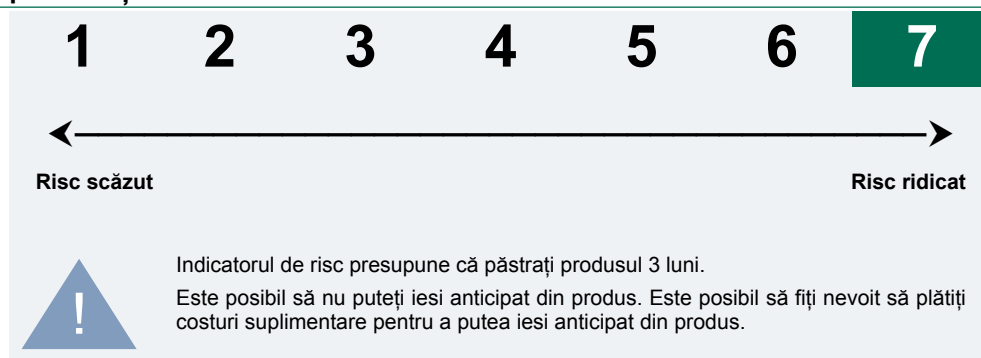 1 2 3 4 5 6 7
Risc scăzut Risc ridicat
!
Indicatorul de risc presupune că păstrați produsul 3 luni.
Este posibil să nu puteți iesi anticipat din produs. Este posibil să fiți nevoit să plătiți
costuri suplimentare pentru a putea iesi anticipat din produs.